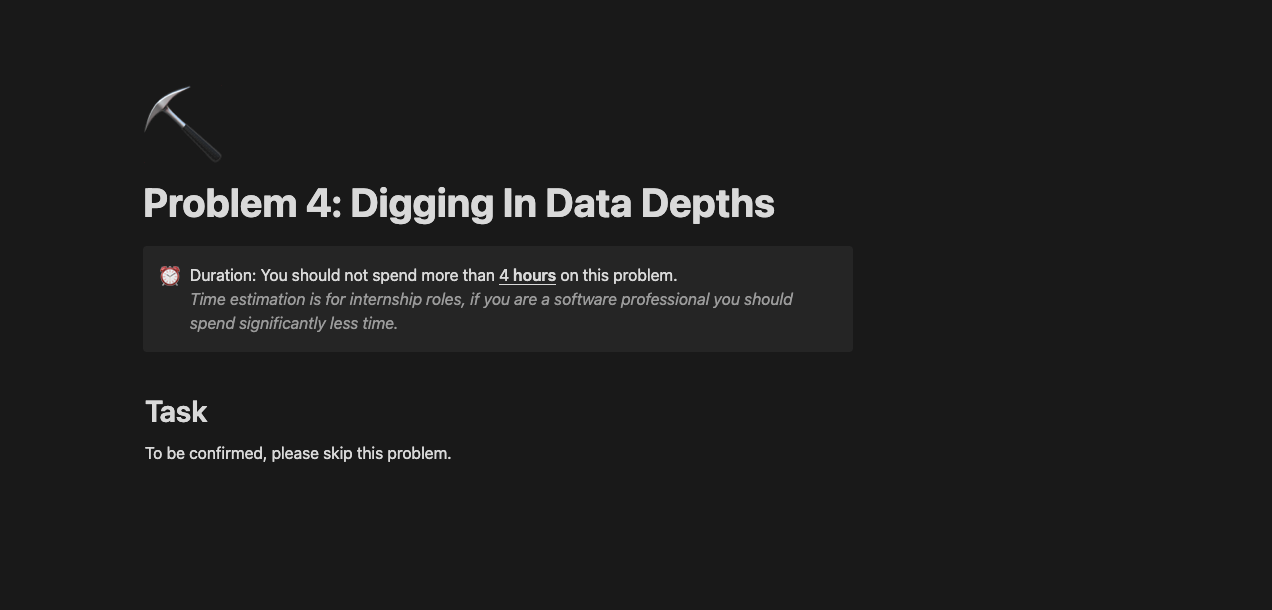 Problem 4: Digging In Data Depths
Duration: You should not spend more than 4 hours on this problem.
Time estimation is for internship roles, if you are a software professional you should
spend significantly less time.
Task
To be confirmed, please skip this problem.